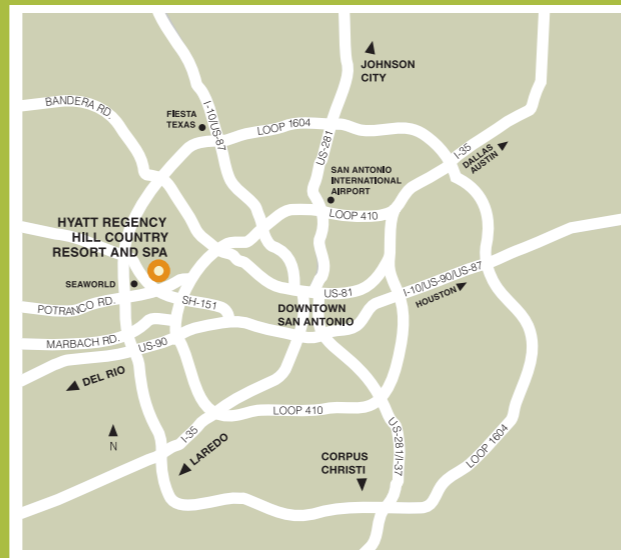 JOHNSON
CITY
BANDERA RD
FIESTA
TEXAS
I-10/US-87
LOOP 1604
US-281
I-35
DALLAS
AUSTIN
SAN ANTONIO
INTERNATIONAL
AIRPORT
LOOP 410
HYATT REGENCY
HILL COUNTRY
RESORT AND SPA
SEAWORLD
POTRANCO RD.
SH-151
US-81
I-10/US-90/US-87
HOUSTON
DOWNTOWN
SAN ANTONIO
MARBACH RD.
US-90
DEL RIO
LOOP 410
N
I-35
LAREDO
CORPUS
CHRISTI
US-281/I-37
LOOP 1604